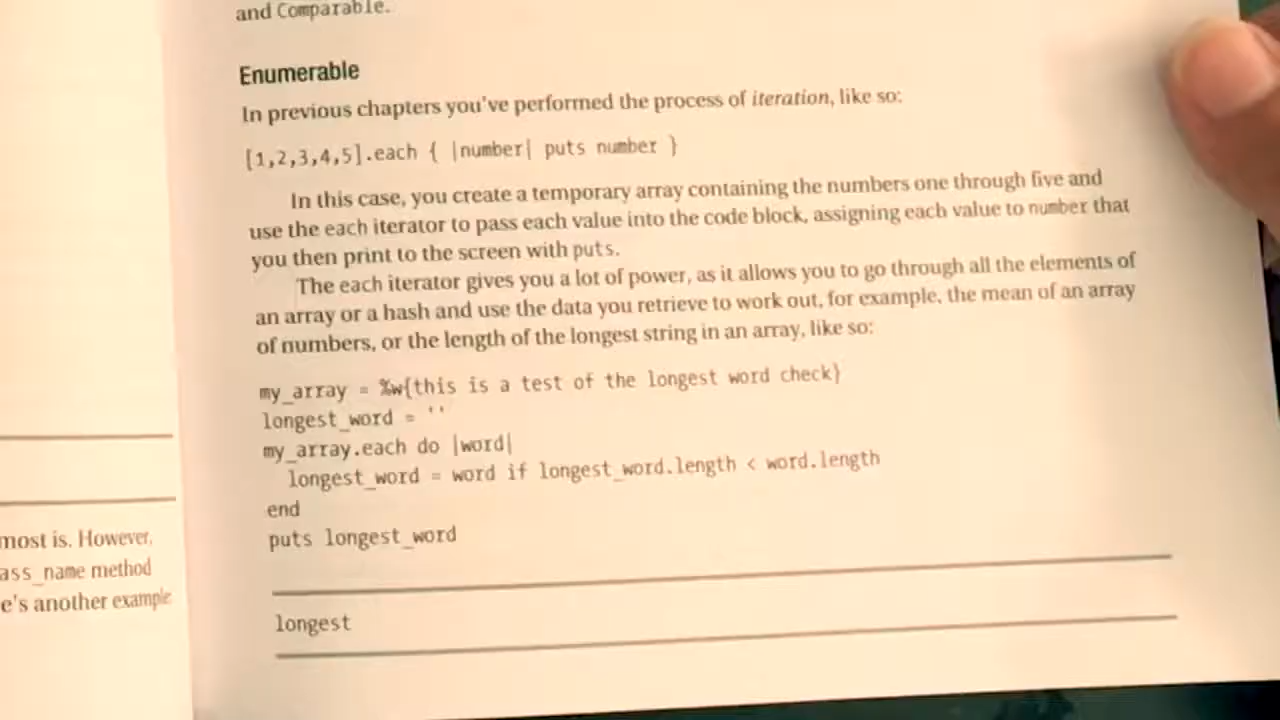 and Comparable.
Enumerable
In previous chapters you've performed the process of iteration, like so:
[1,2,3,4,5].each { |number| puts number }
In this case, you create a temporary array containing the numbers one through five and
use the each iterator to pass each value into the code block, assigning each value to number that
you then print to the screen with puts.
The each iterator gives you a lot of power, as it allows you to go through all the elements of
an array or a hash and use the data you retrieve to work out, for example, the mean of an array
of numbers, or the length of the longest string in an array, like so:
my_array = %w{this is a test of the longest word check}
longest_word = ''
my_array.each do |word|
longest_word = word if longest_word.length < word.length
end
puts longest_word
longest
most is. However,
ass_name method
e's another example